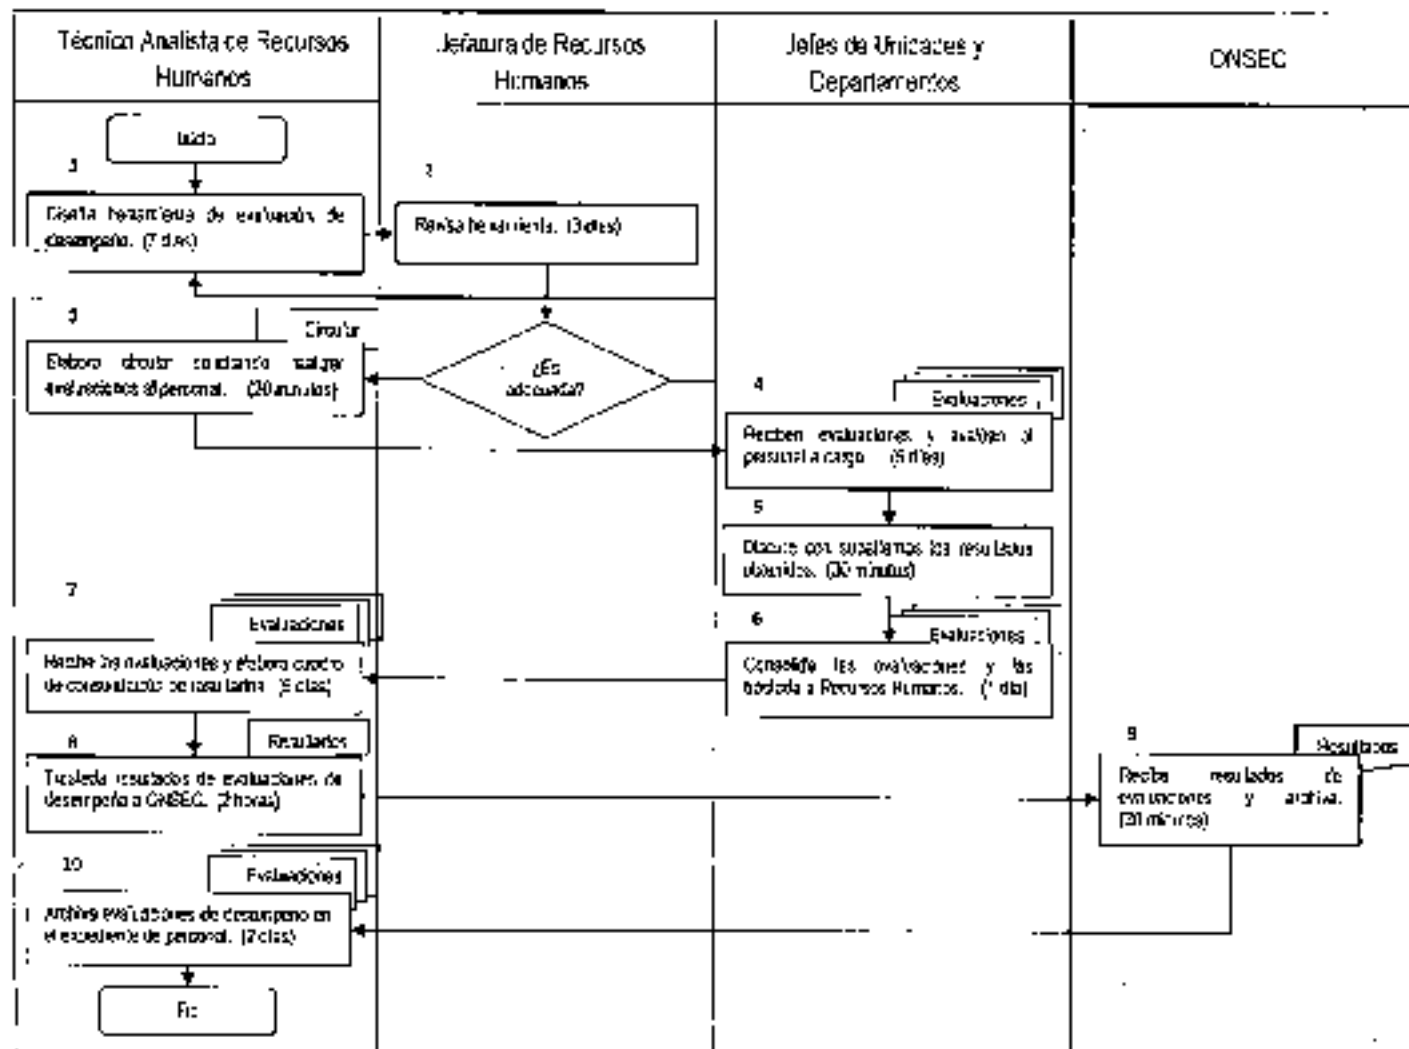 Técnico Analista de Recursos
Humanos
Jefatura de Recursos
Humanos
Jefes de Unidades y
Departamentos
ONSEC
Inicio
1
Diseña herramienta de evaluación de
desempeño. (7 días)
2
Revisa herramienta. (3 días)
3
Circular
Elabora circular solicitando realizar
evaluaciones al personal. (20 minutos)
¿Es
adecuada?
4
Evaluaciones
Reciben evaluaciones y evalúan al
personal a cargo. (5 días)
5
Discute con subalternos los resultados
obtenidos. (30 minutos)
6
Evaluaciones
Consolida las evaluaciones y las
traslada a Recursos Humanos. (1 día)
7
Evaluaciones
Recibe las evaluaciones y elabora cuadro
de consolidación de resultados. (5 días)
8
Resultados
Traslada resultados de evaluaciones de
desempeño a ONSEC. (2 horas)
9
Resultados
Recibe resultados de
evaluaciones y archiva.
(20 minutos)
10
Evaluaciones
Archiva evaluaciones de desempeño en
el expediente de personal. (2 días)
Fin